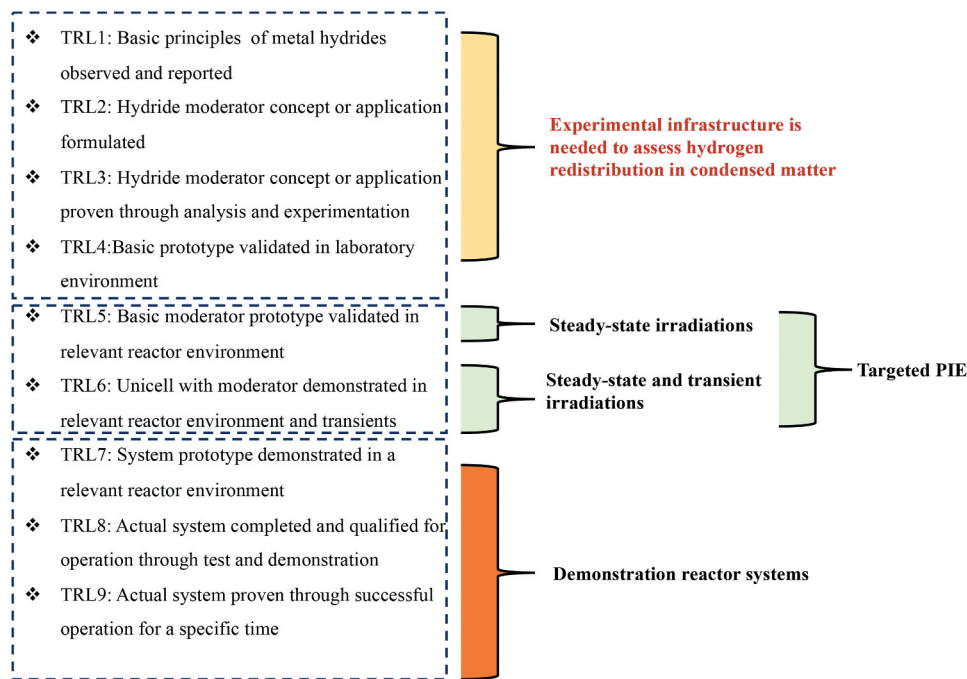 ❖ TRL1: Basic principles of metal hydrides
observed and reported
❖ TRL2: Hydride moderator concept or application
formulated
❖ TRL3: Hydride moderator concept or application
proven through analysis and experimentation
❖ TRL4:Basic prototype validated in laboratory
environment
Experimental infrastructure is
needed to assess hydrogen
redistribution in condensed matter
❖ TRL5: Basic moderator prototype validated in
relevant reactor environment
Steady-state irradiations
❖ TRL6: Unicell with moderator demonstrated in
relevant reactor environment and transients
Steady-state and transient
irradiations
Targeted PIE
❖ TRL7: System prototype demonstrated in a
relevant reactor environment
❖ TRL8: Actual system completed and qualified for
operation through test and demonstration
❖ TRL9: Actual system proven through successful
operation for a specific time
Demonstration reactor systems